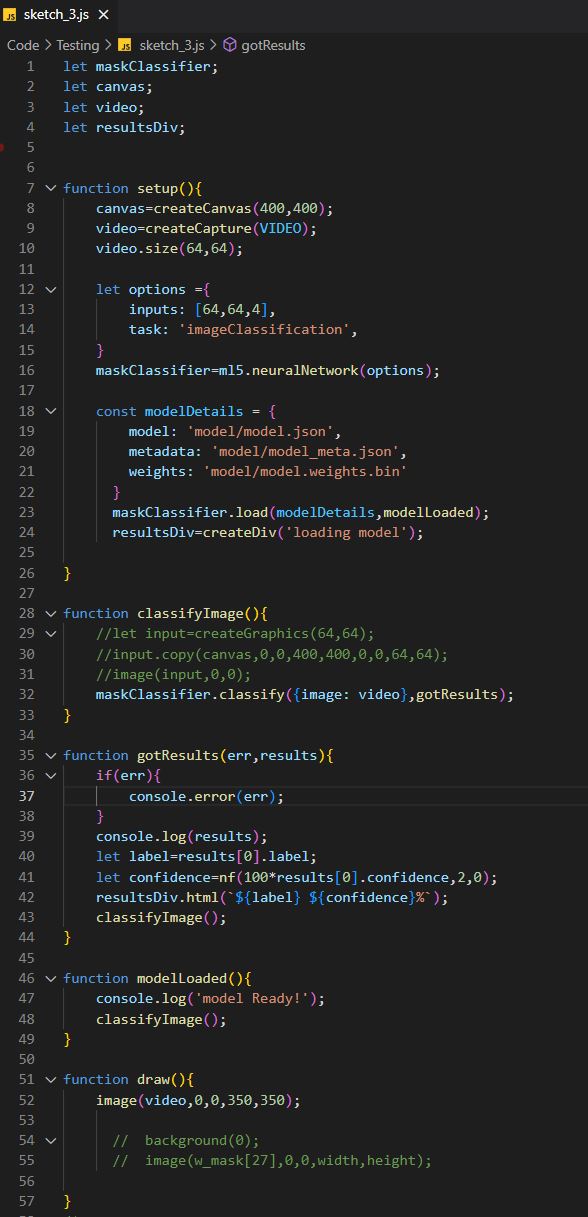 JS sketch_3.js ×
Code > Testing > JS sketch_3.js > gotResults
1 let maskClassifier;
2 let canvas;
3 let video;
4 let resultsDiv;
5
6
7 function setup(){
8 canvas=createCanvas(400,400);
9 video=createCapture(VIDEO);
10 video.size(64,64);
11
12 let options ={
13 inputs: [64,64,4],
14 task: 'imageClassification',
15 }
16 maskClassifier=ml5.neuralNetwork(options);
17
18 const modelDetails = {
19 model: 'model/model.json',
20 metadata: 'model/model_meta.json',
21 weights: 'model/model.weights.bin'
22 }
23 maskClassifier.load(modelDetails,modelLoaded);
24 resultsDiv=createDiv('loading model');
25
26 }
27
28 function classifyImage(){
29 //let input=createGraphics(64,64);
30 //input.copy(canvas,0,0,400,400,0,0,64,64);
31 //image(input,0,0);
32 maskClassifier.classify({image: video},gotResults);
33 }
34
35 function gotResults(err,results){
36 if(err){
37 console.error(err);
38 }
39 console.log(results);
40 let label=results[0].label;
41 let confidence=nf(100*results[0].confidence,2,0);
42 resultsDiv.html(`${label} ${confidence}%`);
43 classifyImage();
44 }
45
46 function modelLoaded(){
47 console.log('model Ready!');
48 classifyImage();
49 }
50
51 function draw(){
52 image(video,0,0,350,350);
53
54 // background(0);
55 // image(w_mask[27],0,0,width,height);
56
57 }